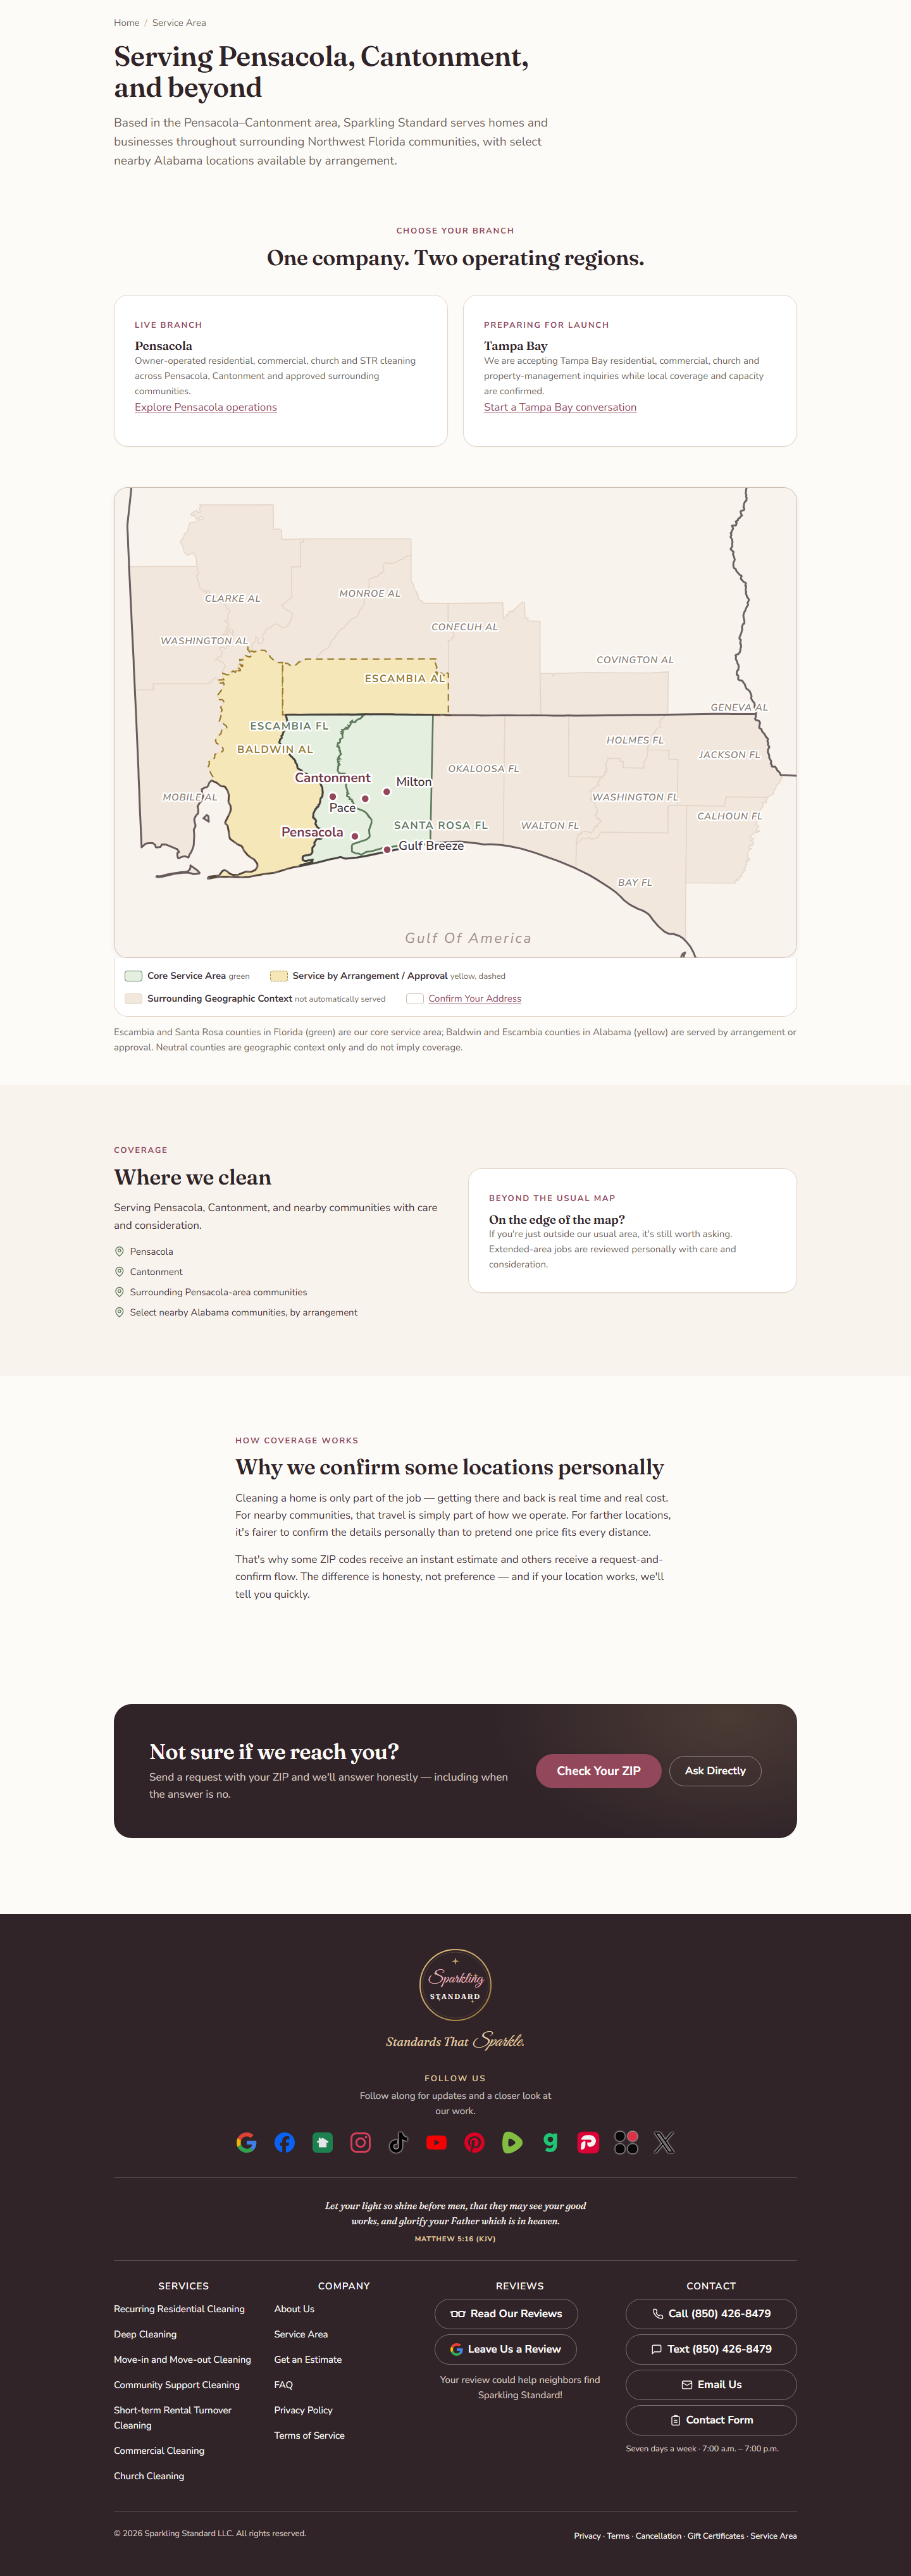 Home / Service Area
Serving Pensacola, Cantonment,
and beyond
Based in the Pensacola–Cantonment area, Sparkling Standard serves homes and
businesses throughout surrounding Northwest Florida communities, with select
nearby Alabama locations available by arrangement.
CHOOSE YOUR BRANCH
One company. Two operating regions.
LIVE BRANCH
Pensacola
Owner-operated residential, commercial, church and STR cleaning
across Pensacola, Cantonment and approved surrounding
communities.
Explore Pensacola operations
PREPARING FOR LAUNCH
Tampa Bay
We are accepting Tampa Bay residential, commercial, church and
property-management inquiries while local coverage and capacity
are confirmed.
Start a Tampa Bay conversation
CLARKE AL
MONROE AL
CONECUH AL
WASHINGTON AL
COVINGTON AL
ESCAMBIA AL
GENEVA AL
ESCAMBIA FL
HOLMES FL
BALDWIN AL
JACKSON FL
OKALOOSA FL
Cantonment
Milton
MOBILE AL
WASHINGTON FL
Pace
CALHOUN FL
SANTA ROSA FL
WALTON FL
Pensacola
Gulf Breeze
BAY FL
Gulf Of America
Core Service Area green
Service by Arrangement / Approval yellow, dashed
Surrounding Geographic Context not automatically served
Confirm Your Address
Escambia and Santa Rosa counties in Florida (green) are our core service area; Baldwin and Escambia counties in Alabama (yellow) are served by arrangement or
approval. Neutral counties are geographic context only and do not imply coverage.
COVERAGE
Where we clean
Serving Pensacola, Cantonment, and nearby communities with care
and consideration.
Pensacola
Cantonment
Surrounding Pensacola-area communities
Select nearby Alabama communities, by arrangement
BEYOND THE USUAL MAP
On the edge of the map?
If you're just outside our usual area, it's still worth asking.
Extended-area jobs are reviewed personally with care and
consideration.
HOW COVERAGE WORKS
Why we confirm some locations personally
Cleaning a home is only part of the job — getting there and back is real time and real cost.
For nearby communities, that travel is simply part of how we operate. For farther locations,
it's fairer to confirm the details personally than to pretend one price fits every distance.
That's why some ZIP codes receive an instant estimate and others receive a request-and-
confirm flow. The difference is honesty, not preference — and if your location works, we'll
tell you quickly.
Not sure if we reach you?
Send a request with your ZIP and we'll answer honestly — including when
the answer is no.
Check Your ZIP
Ask Directly
Sparkling
STANDARD
Standards That Sparkle.
FOLLOW US
Follow along for updates and a closer look at
our work.
Let your light so shine before men, that they may see your good
works, and glorify your Father which is in heaven.
MATTHEW 5:16 (KJV)
SERVICES
Recurring Residential Cleaning
Deep Cleaning
Move-in and Move-out Cleaning
Community Support Cleaning
Short-term Rental Turnover
Cleaning
Commercial Cleaning
Church Cleaning
COMPANY
About Us
Service Area
Get an Estimate
FAQ
Privacy Policy
Terms of Service
REVIEWS
Read Our Reviews
Leave Us a Review
Your review could help neighbors find
Sparkling Standard!
CONTACT
Call (850) 426-8479
Text (850) 426-8479
Email Us
Contact Form
Seven days a week · 7:00 a.m. – 7:00 p.m.
© 2026 Sparkling Standard LLC. All rights reserved.
Privacy · Terms · Cancellation · Gift Certificates · Service Area